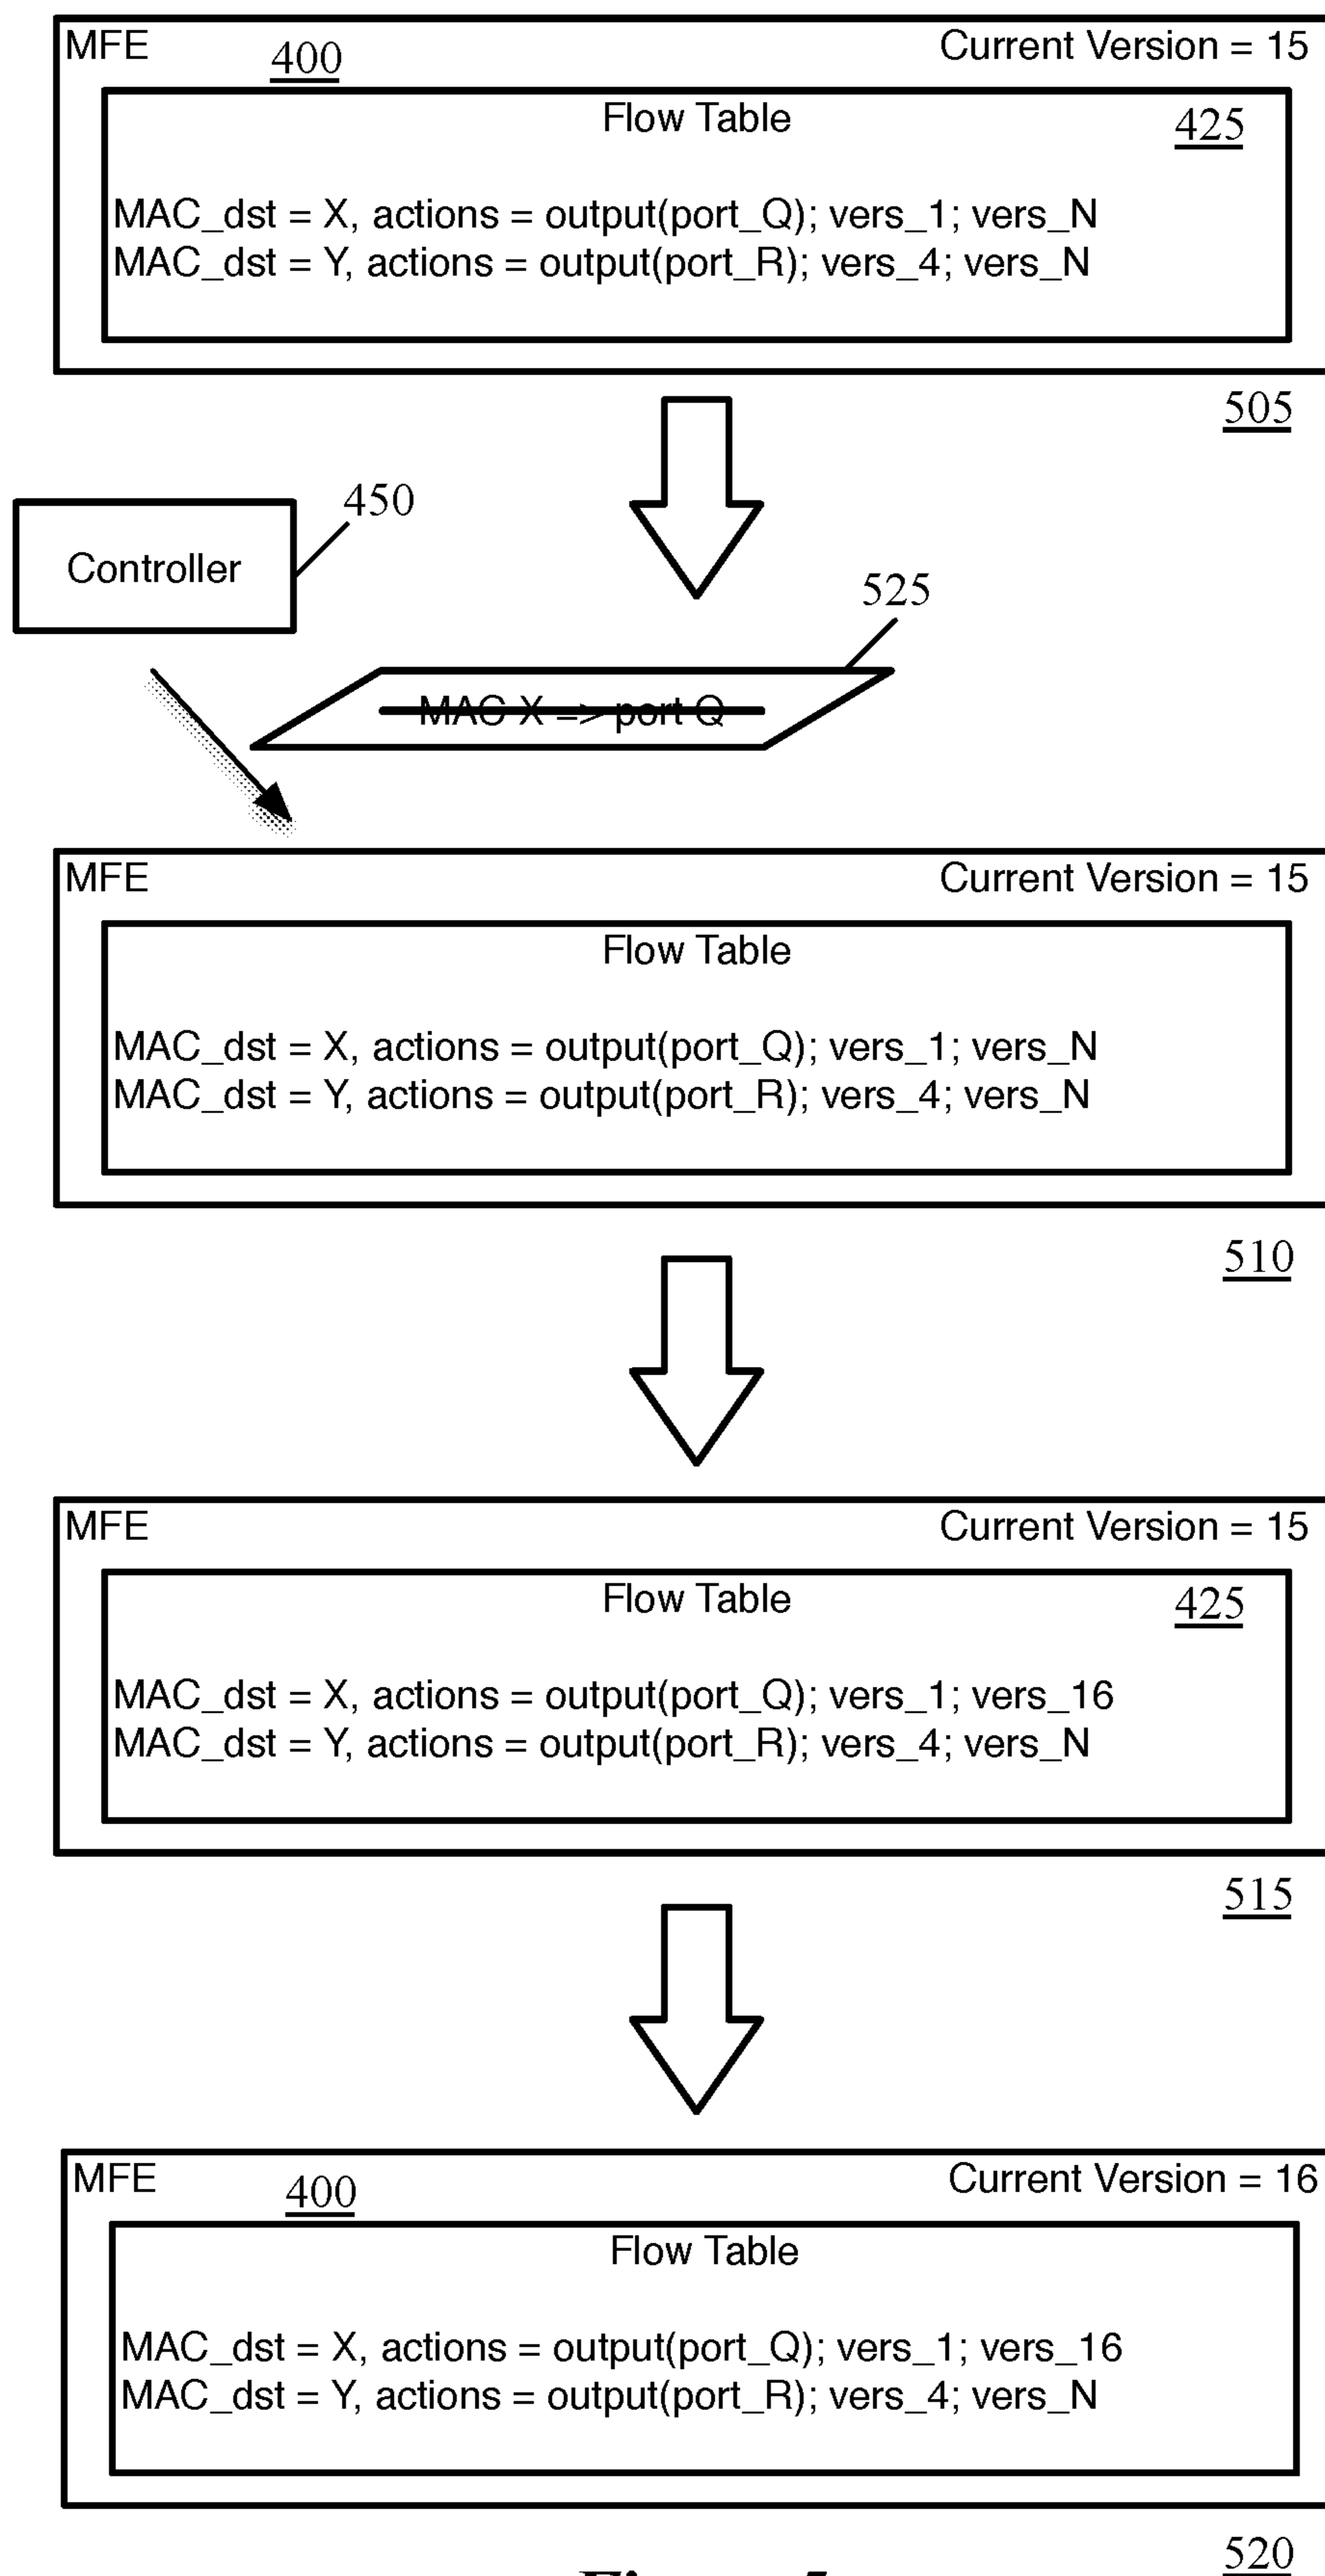 MFE 400 Current Version = 15
Flow Table
425
MAC_dst = X, actions = output(port_Q); vers_1; vers_N
MAC_dst = Y, actions = output(port_R); vers_4; vers_N
505
450
Controller
525
MAC X => port Q
MFE Current Version = 15
Flow Table
MAC_dst = X, actions = output(port_Q); vers_1; vers_N
MAC_dst = Y, actions = output(port_R); vers_4; vers_N
510
MFE Current Version = 15
Flow Table
425
MAC_dst = X, actions = output(port_Q); vers_1; vers_16
MAC_dst = Y, actions = output(port_R); vers_4; vers_N
515
MFE 400 Current Version = 16
Flow Table
MAC_dst = X, actions = output(port_Q); vers_1; vers_16
MAC_dst = Y, actions = output(port_R); vers_4; vers_N
520